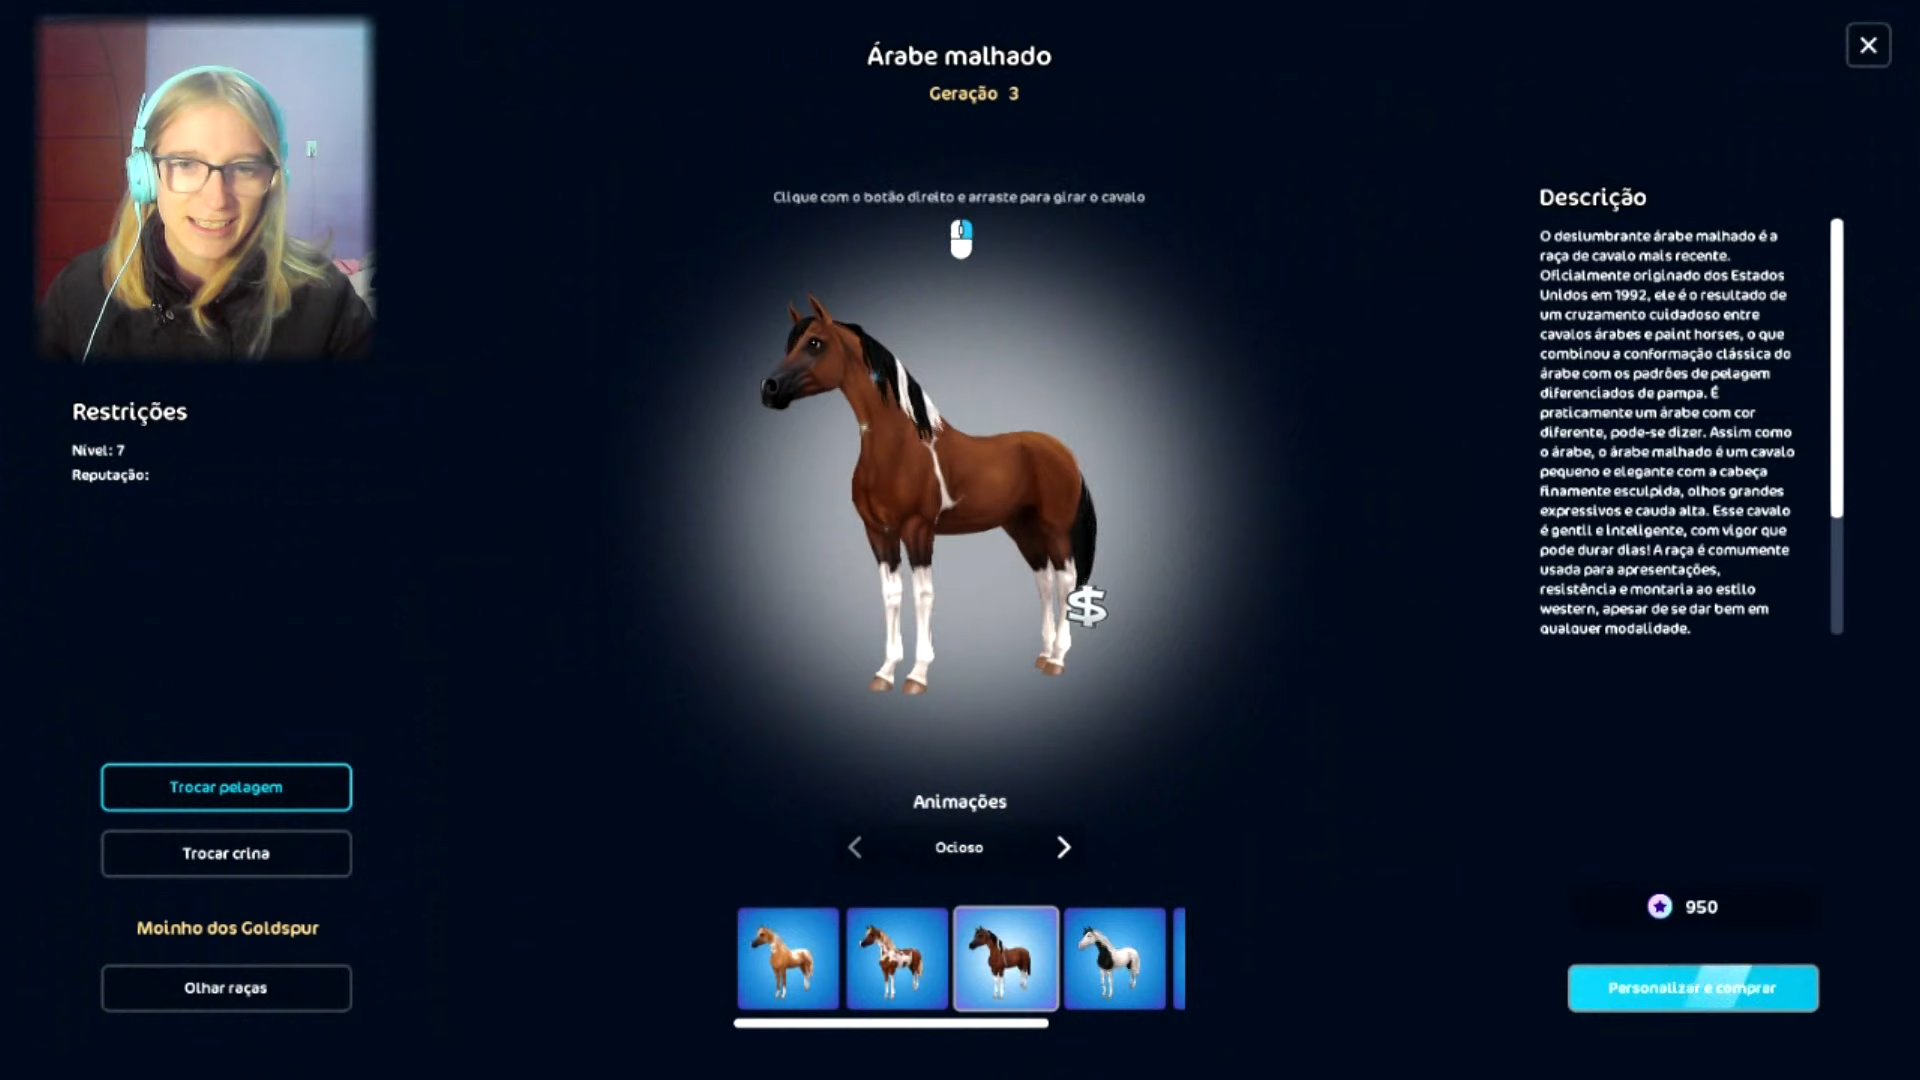 Árabe malhado
Geração 3
Clique com o botão direito e arraste para girar o cavalo
Restrições
Nível: 7
Reputação:
Descrição
O deslumbrante árabe malhado é a
raça de cavalo mais recente.
Oficialmente originado dos Estados
Unidos em 1992, ele é o resultado de
um cruzamento cuidadoso entre
cavalos árabes e paint horses, o que
combinou a conformação clássica do
árabe com os padrões de pelagem
diferenciados de pampa. É
praticamente um árabe com cor
diferente, pode-se dizer. Assim como
o árabe, o árabe malhado é um cavalo
pequeno e elegante com a cabeça
finamente esculpida, olhos grandes
expressivos e cauda alta. Esse cavalo
é gentil e inteligente, com vigor que
pode durar dias! A raça é comumente
usada para apresentações,
resistência e montaria ao estilo
western, apesar de se dar bem em
qualquer modalidade.
$
Trocar pelagem
Trocar crina
Moinho dos Goldspur
Olhar raças
Animações
Ocioso
950
Personalizar e comprar